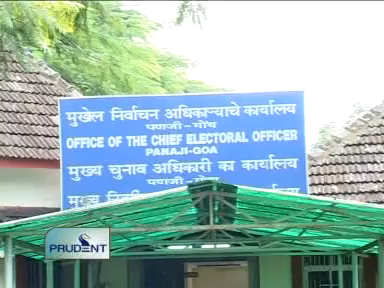 मुखेल निर्वाचन अधिकाऱ्याचे कार्यालय
पणजी-गोंय
OFFICE OF THE CHIEF ELECTORAL OFFICER
PANAJI-GOA
मुख्य चुनाव अधिकारी का कार्यालय
पणजी-गोंय
मुख्य
PRUDENT